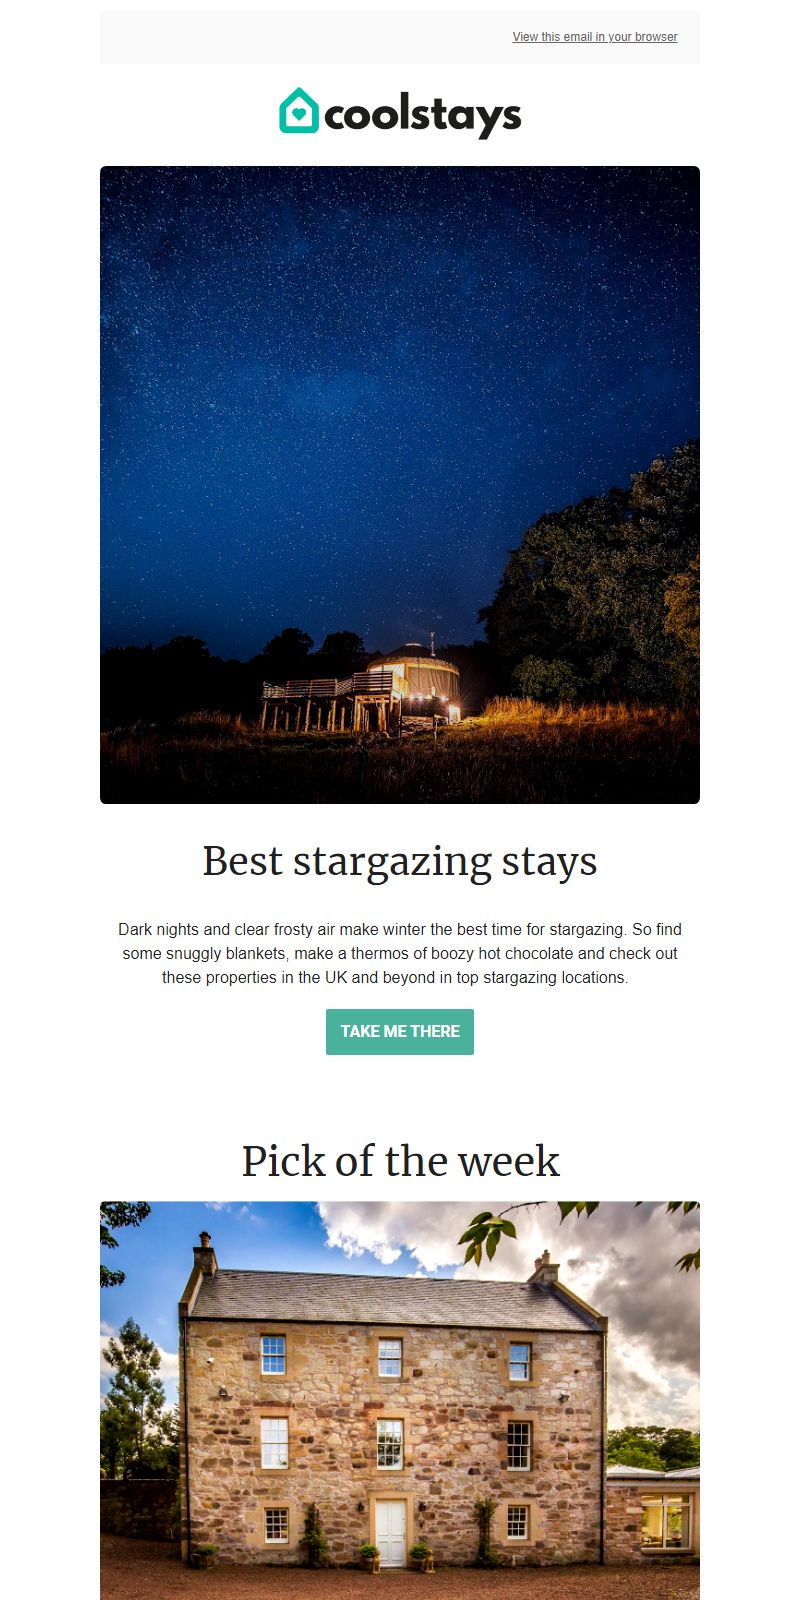 View this email in your browser
coolstays
Best stargazing stays
Dark nights and clear frosty air make winter the best time for stargazing. So find
some snuggly blankets, make a thermos of boozy hot chocolate and check out
these properties in the UK and beyond in top stargazing locations.
TAKE ME THERE
Pick of the week